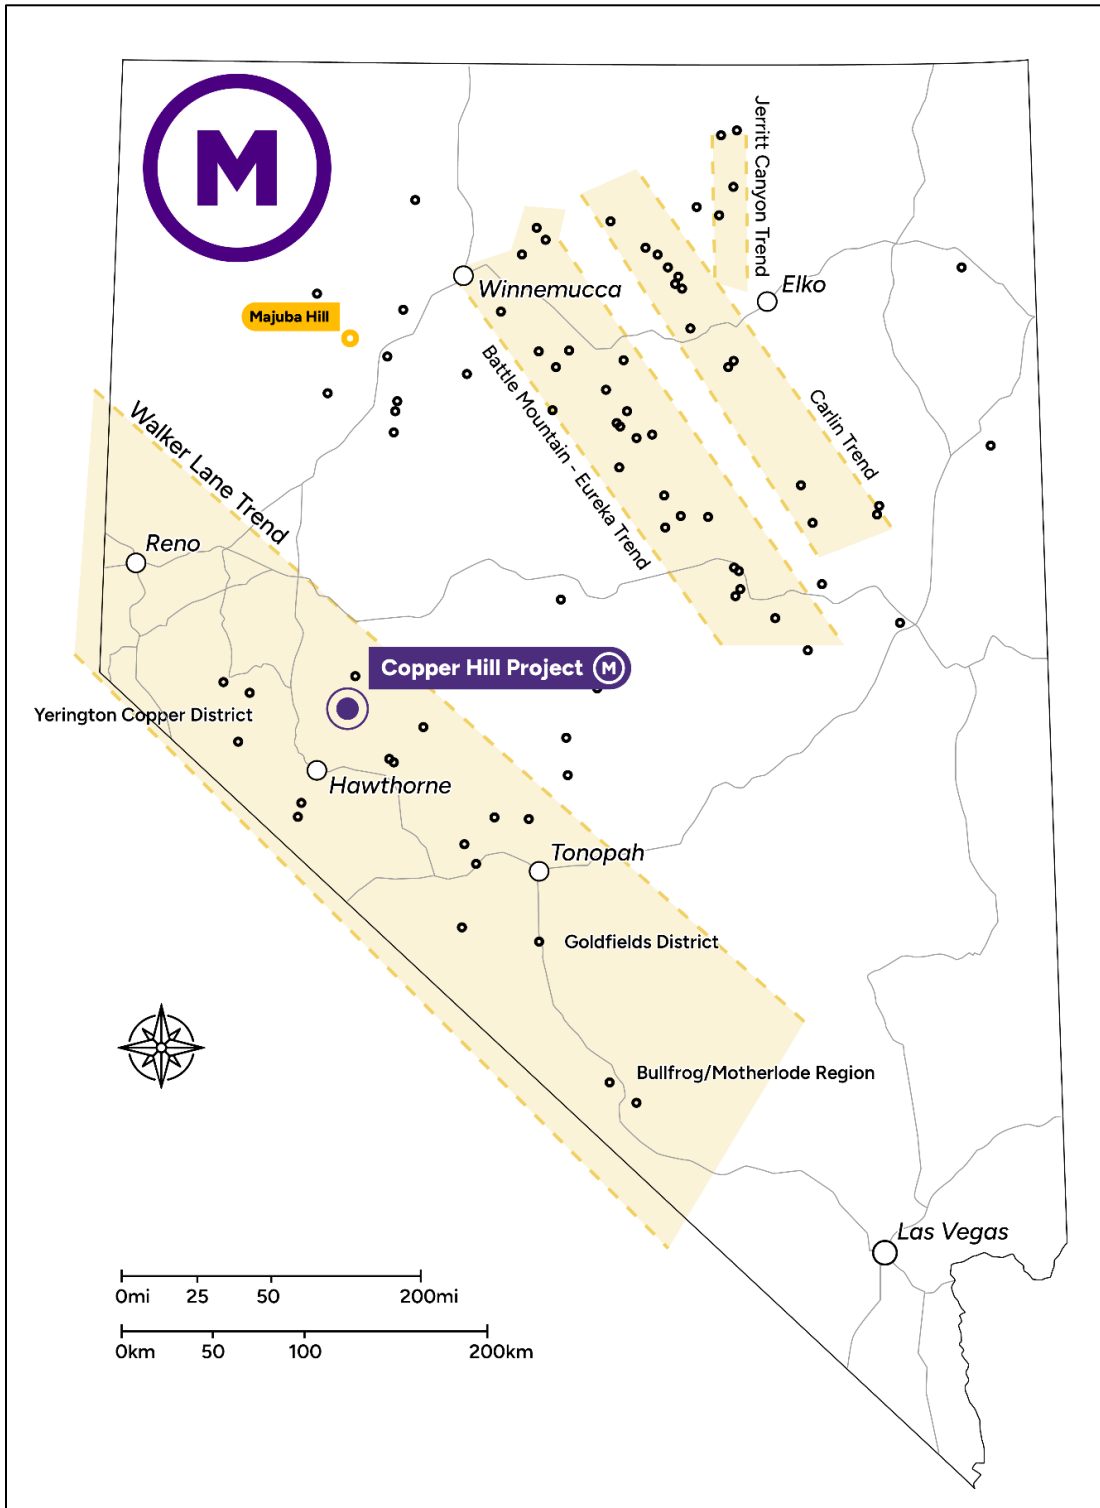 M
Jerritt Canyon Trend
Elko
Winnemucca
Majuba Hill
Battle Mountain - Eureka Trend
Carlin Trend
Walker Lane Trend
Reno
Copper Hill Project M
Yerington Copper District
Hawthorne
Tonopah
Goldfields District
Bullfrog/Motherlode Region
Las Vegas
0mi 25 50 200mi
0km 50 100 200km